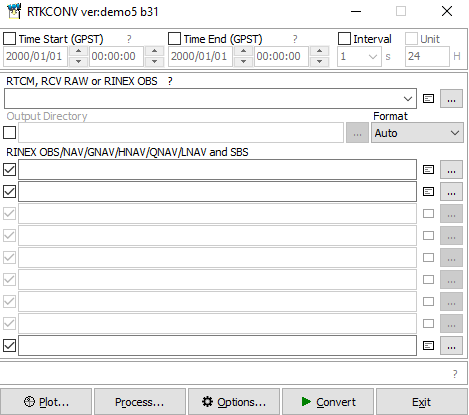 RTKCONV ver:demo5 b31
Time Start (GPST) ? Time End (GPST) ? Interval Unit
2000/01/01 00:00:00 2000/01/01 00:00:00 1 s 24 H
RTCM, RCV RAW or RINEX OBS ?
...
Output Directory Format
... Auto
RINEX OBS/NAV/GNAV/HNAV/QNAV/LNAV and SBS
...
...
...
...
...
...
...
...
...
?
Plot... Process... Options... Convert Exit